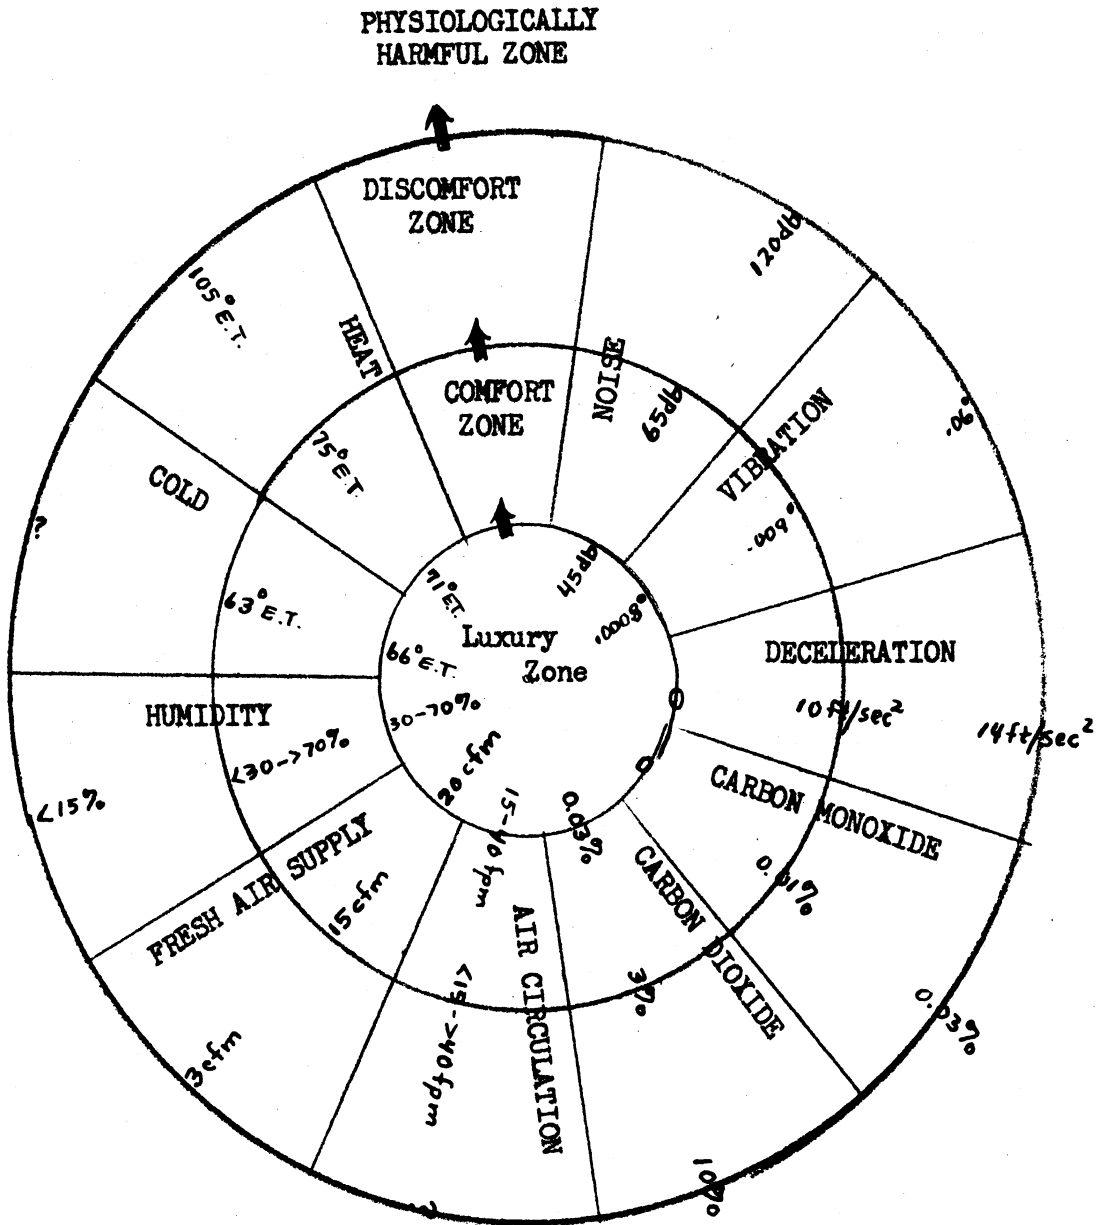 PHYSIOLOGICALLY
HARMFUL ZONE
DISCOMFORT
ZONE
COMFORT
ZONE
Luxury
Zone
NOISE
45db
65db
120db
VIBRATION
.0008°
.009°
.90°
DECELERATION
0
10ft/sec²
14ft/sec²
CARBON MONOXIDE
0
0.01%
0.03%
CARBON DIOXIDE
0.03%
3%
10%
AIR CIRCULATION
15-40fpm
<15->40fpm
?
FRESH AIR SUPPLY
20cfm
15cfm
3cfm
HUMIDITY
30-70%
<30->70%
<15%
COLD
66°E.T.
63°E.T.
?
HEAT
71°E.T.
75°E.T.
105°E.T.